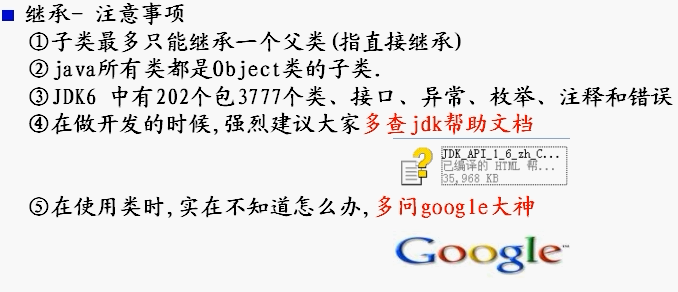 继承- 注意事项
①子类最多只能继承一个父类(指直接继承)
②java所有类都是Object类的子类.
③JDK6 中有202个包3777个类、接口、异常、枚举、注释和错误
④在做开发的时候,强烈建议大家多查jdk帮助文档
JDK_API_1_6_zh_C...
已编译的 HTML 帮...
35,968 KB
⑤在使用类时,实在不知道怎么办,多问google大神
Google™